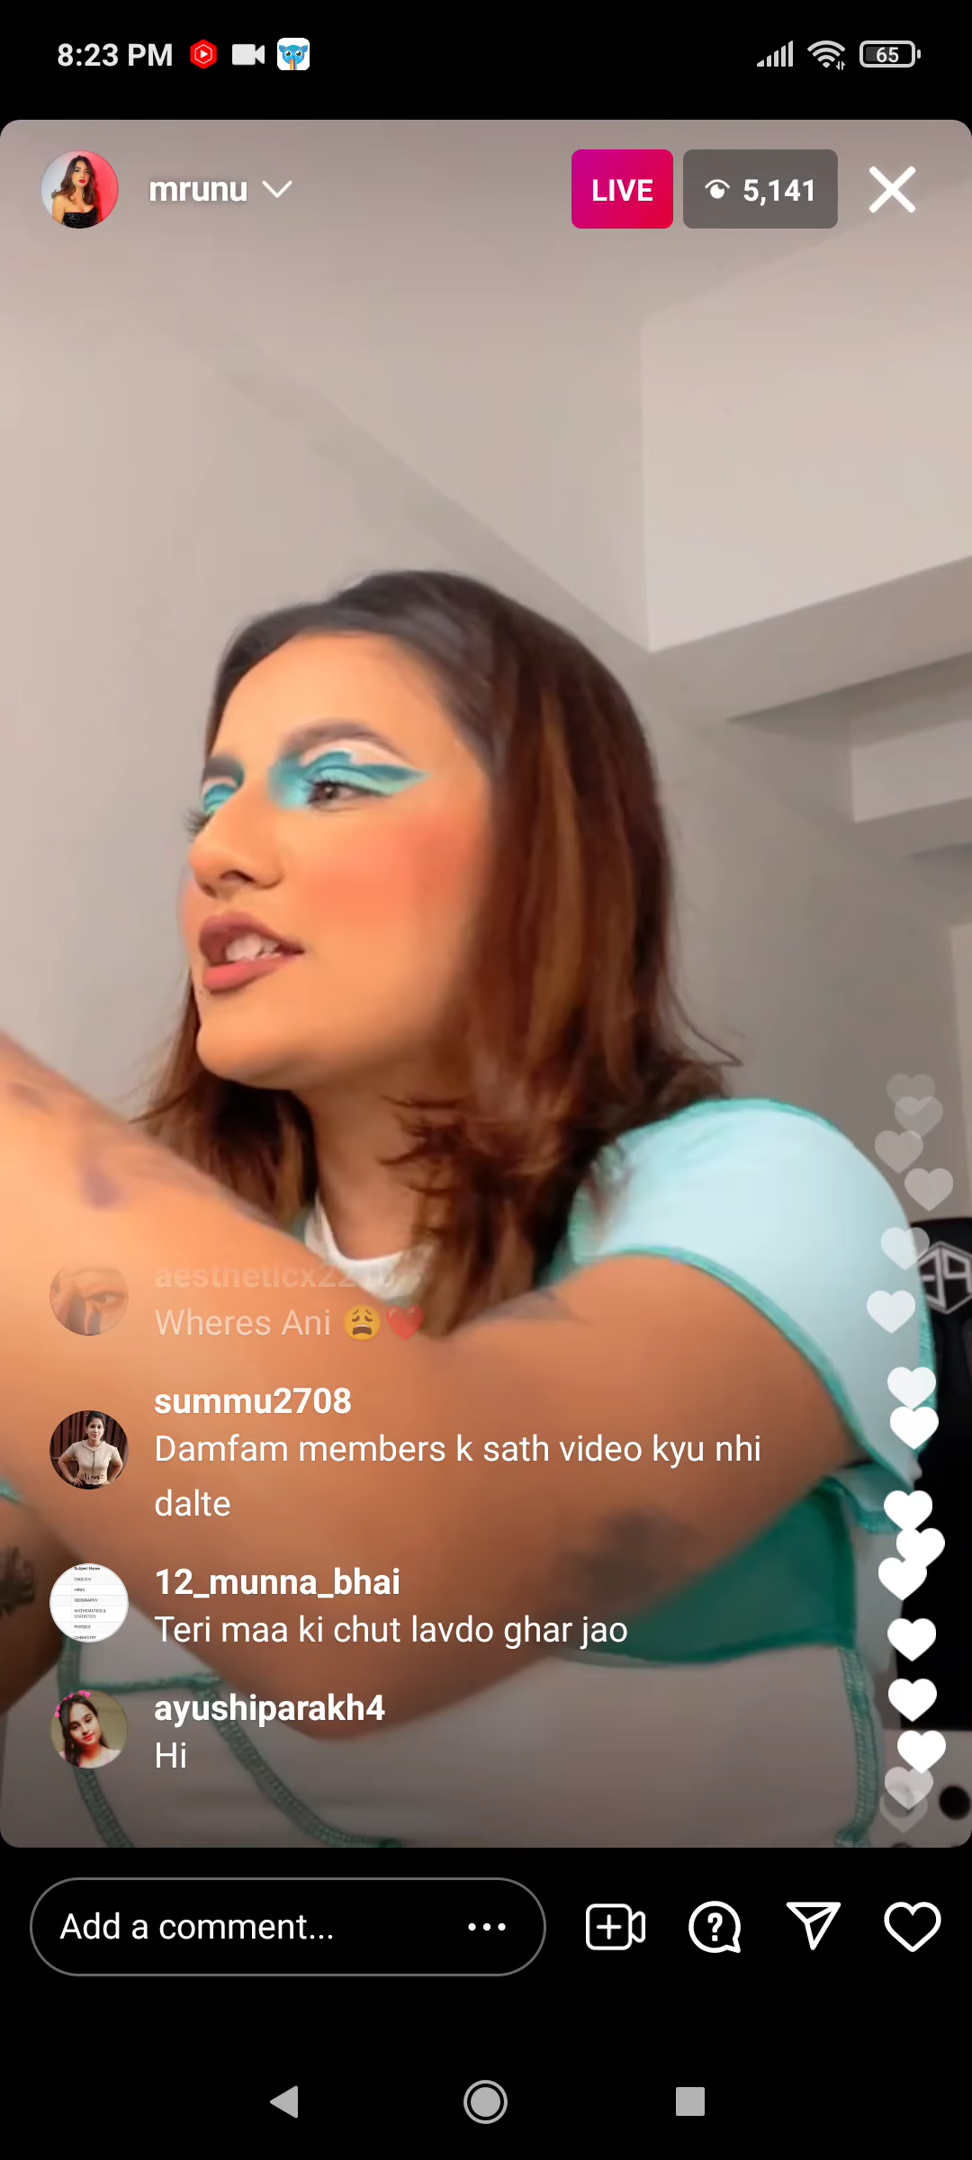 8:23 PM
65
mrunu
LIVE
5,141
Wheres Ani 😩❤️
summu2708
Damfam members k sath video kyu nhi
dalte
12_munna_bhai
Teri maa ki chut lavdo ghar jao
ayushiparakh4
Hi
Add a comment...